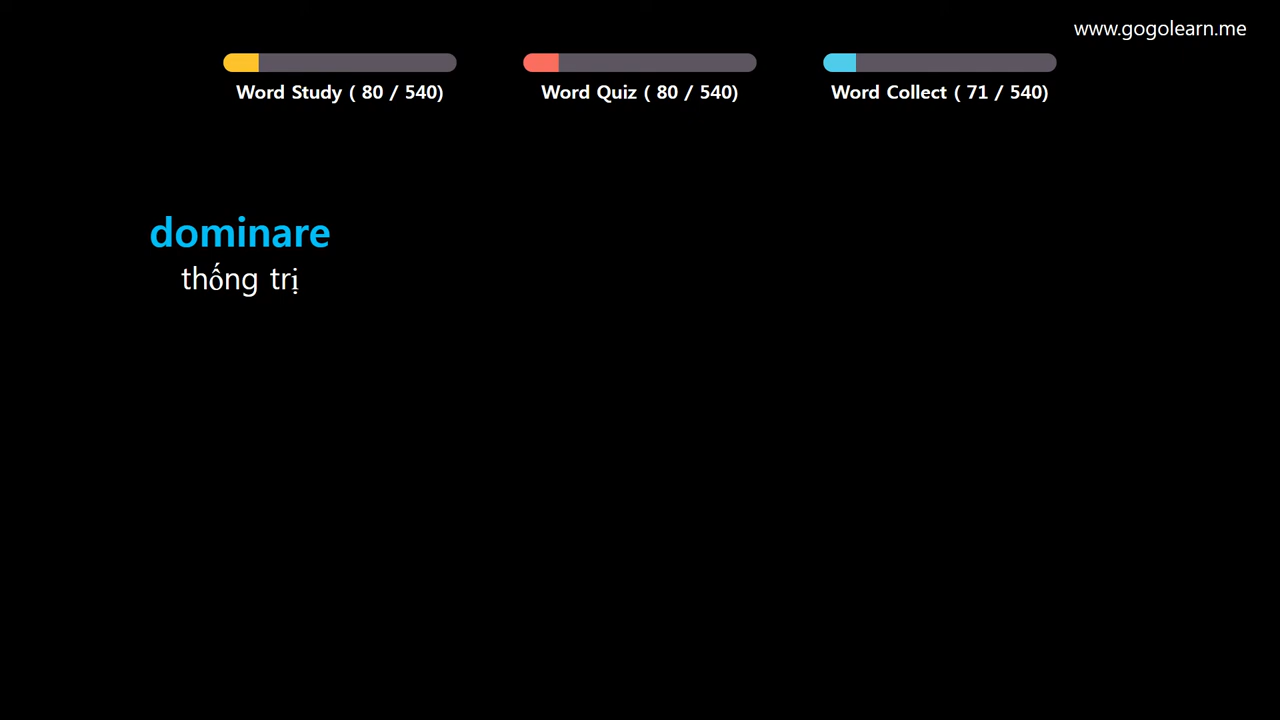 www.gogolearn.me
Word Study ( 80 / 540)
Word Quiz ( 80 / 540)
Word Collect ( 71 / 540)
dominare
thống trị